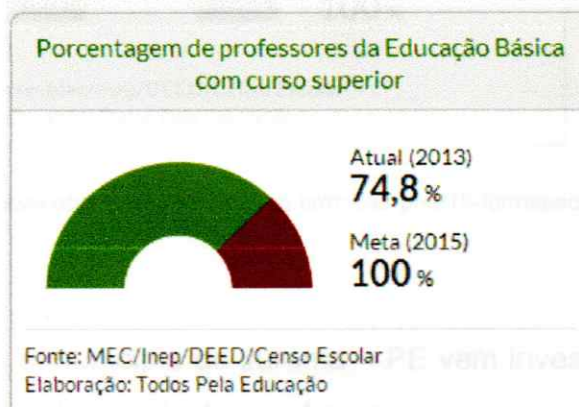 Porcentagem de professores da Educação Básica
com curso superior
Atual (2013)
74,8 %
Meta (2015)
100 %
Fonte: MEC/Inep/DEED/Censo Escolar
Elaboração: Todos Pela Educação